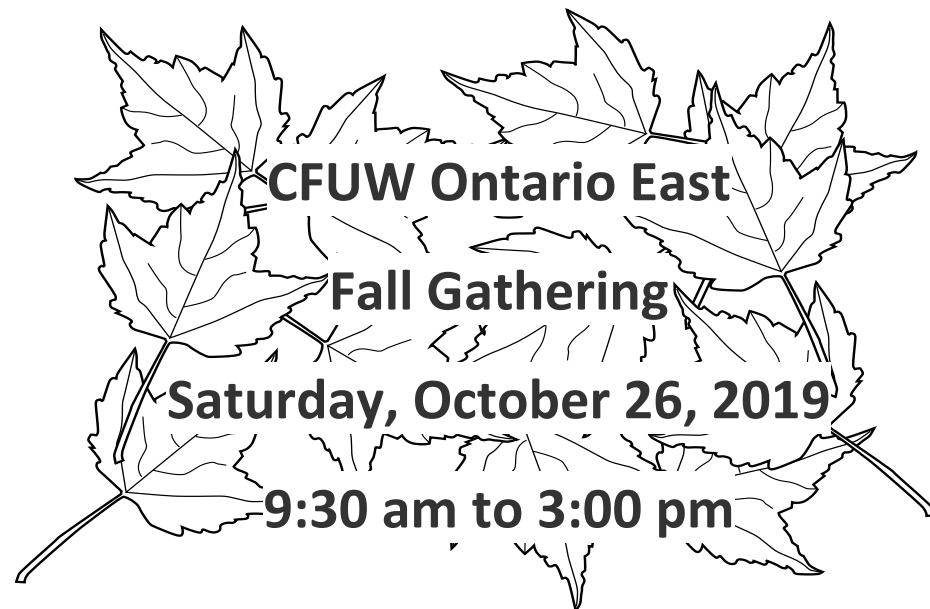 CFUW Ontario East
Fall Gathering
Saturday, October 26, 2019
9:30 am to 3:00 pm